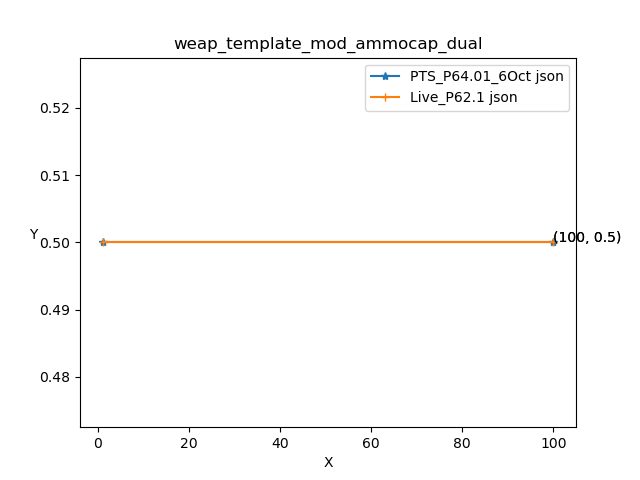 weap_template_mod_ammocap_dual
PTS_P64.01_6Oct json
Live_P62.1 json
0.52
0.51
Y
0.50
(100, 0.5)
0.49
0.48
0
20
40
60
80
100
X